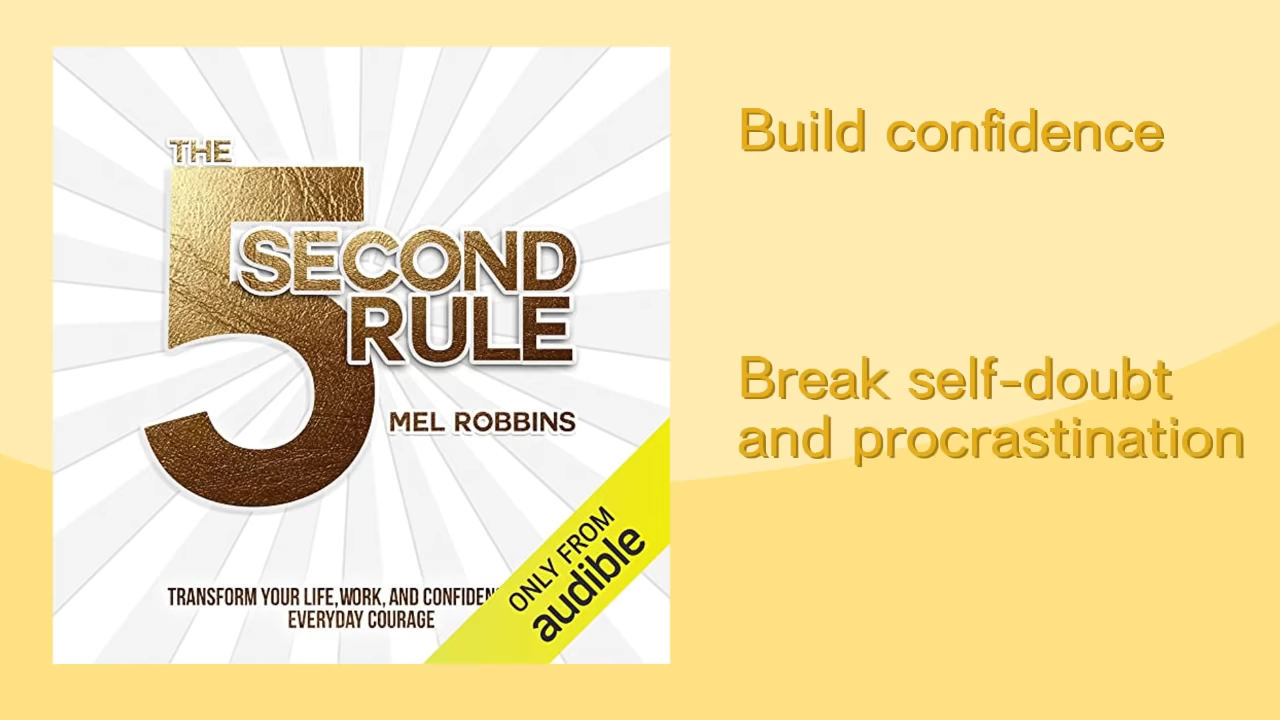 THE
5 SECOND
RULE
MEL ROBBINS
TRANSFORM YOUR LIFE, WORK, AND
EVERYDAY COURAGE
ONLY FROM
audible
Build confidence
Break self-doubt
and procrastination